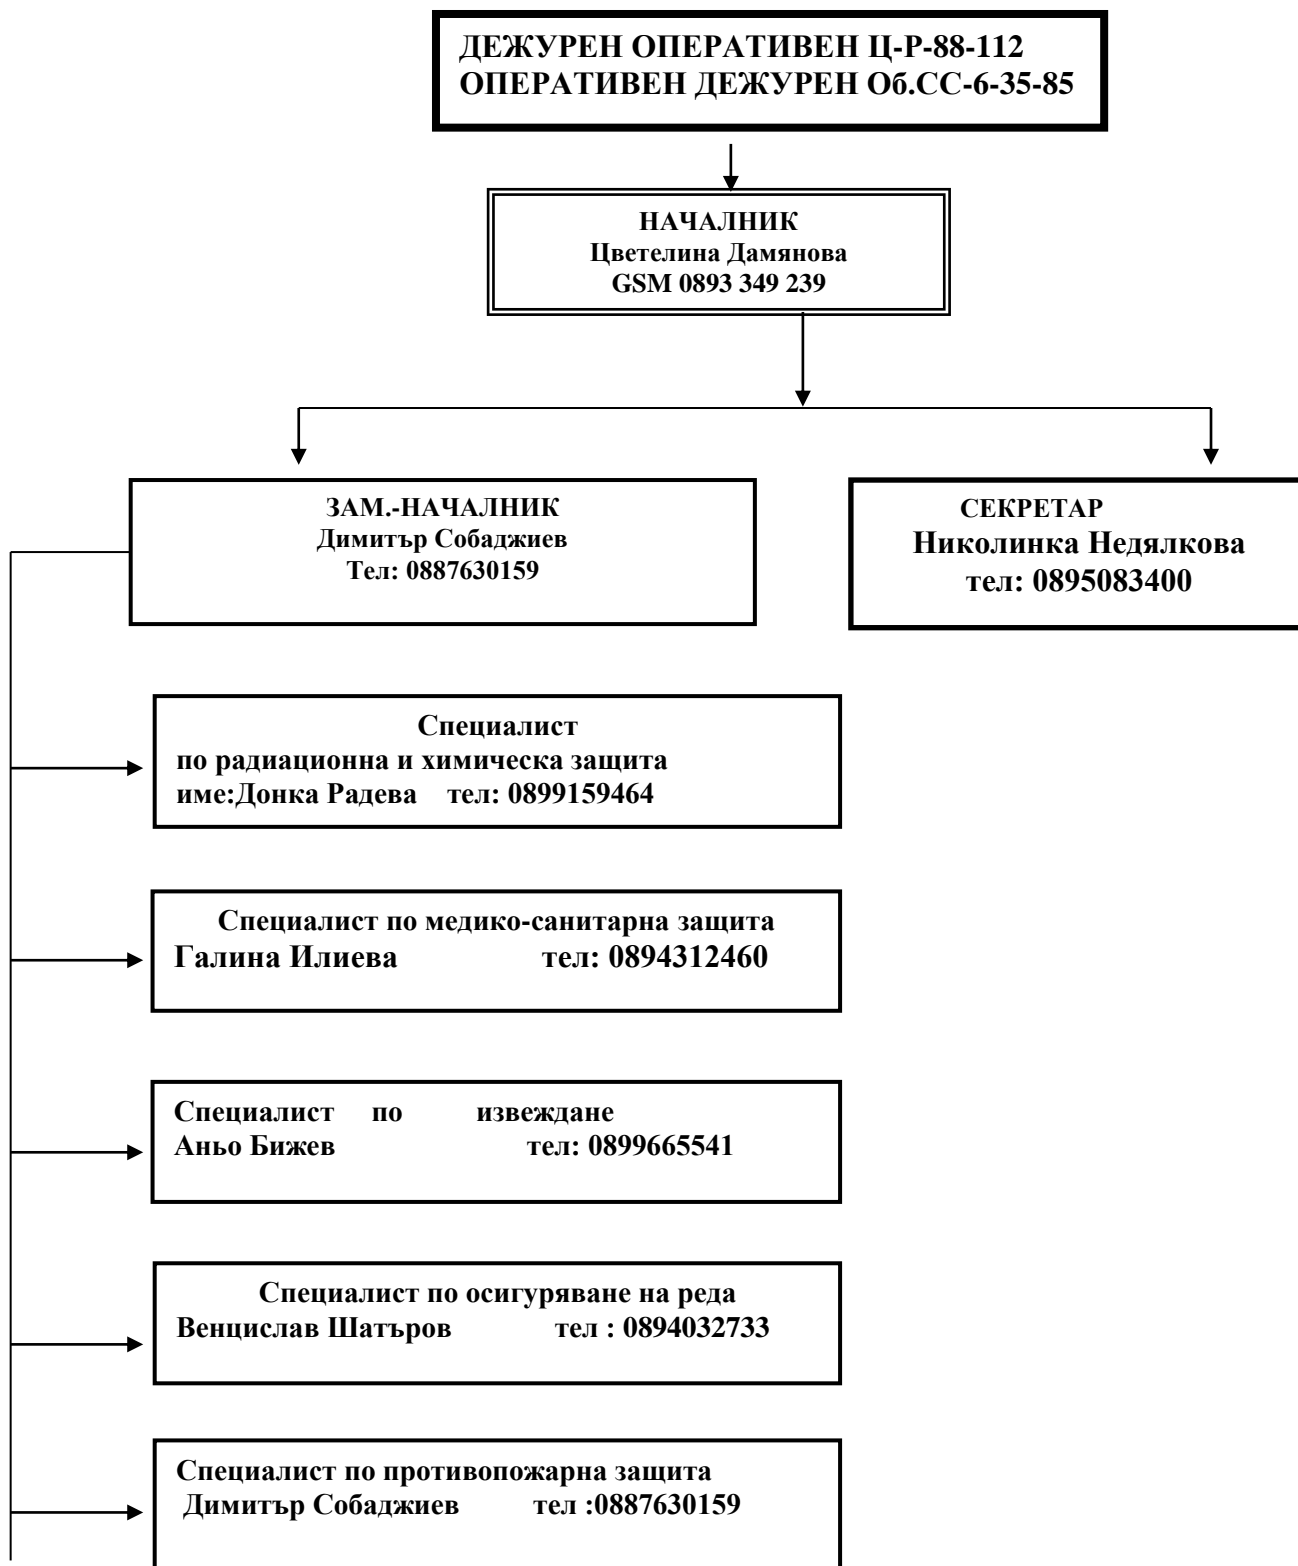 ДЕЖУРЕН ОПЕРАТИВЕН Ц-Р-88-112
ОПЕРАТИВЕН ДЕЖУРЕН Об.СС-6-35-85
НАЧАЛНИК
Цветелина Дамянова
GSM 0893 349 239
ЗАМ.-НАЧАЛНИК
Димитър Собаджиев
Тел: 0887630159
СЕКРЕТАР
Николинка Недялкова
тел: 0895083400
Специалист
по радиационна и химическа защита
име:Донка Радева тел: 0899159464
Специалист по медико-санитарна защита
Галина Илиева тел: 0894312460
Специалист по извеждане
Аньо Бижев тел: 0899665541
Специалист по осигуряване на реда
Венцислав Шатъров тел : 0894032733
Специалист по противопожарна защита
Димитър Собаджиев тел :0887630159